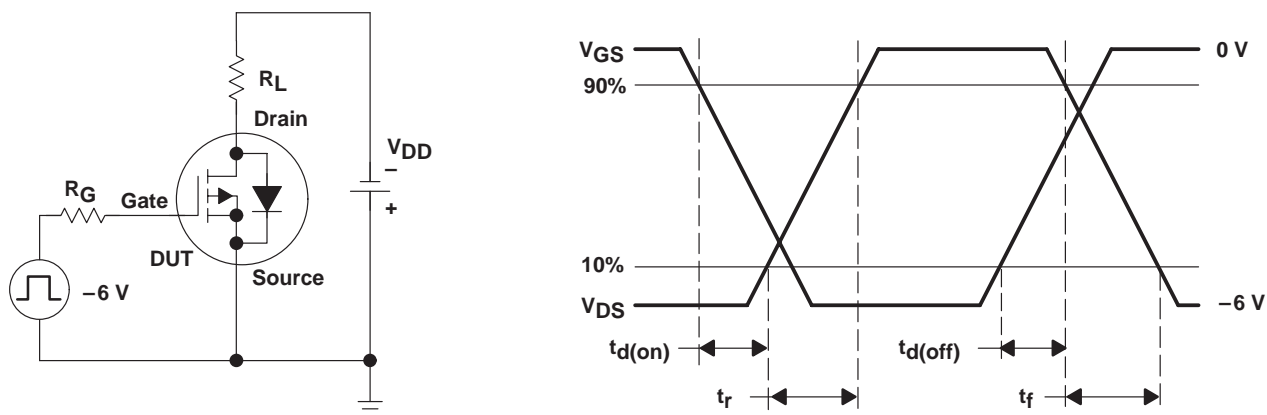 RL
Drain
VDD
−
+
RG
Gate
DUT
Source
−6 V
VGS
90%
10%
VDS
0 V
−6 V
td(on)
td(off)
tr
tf